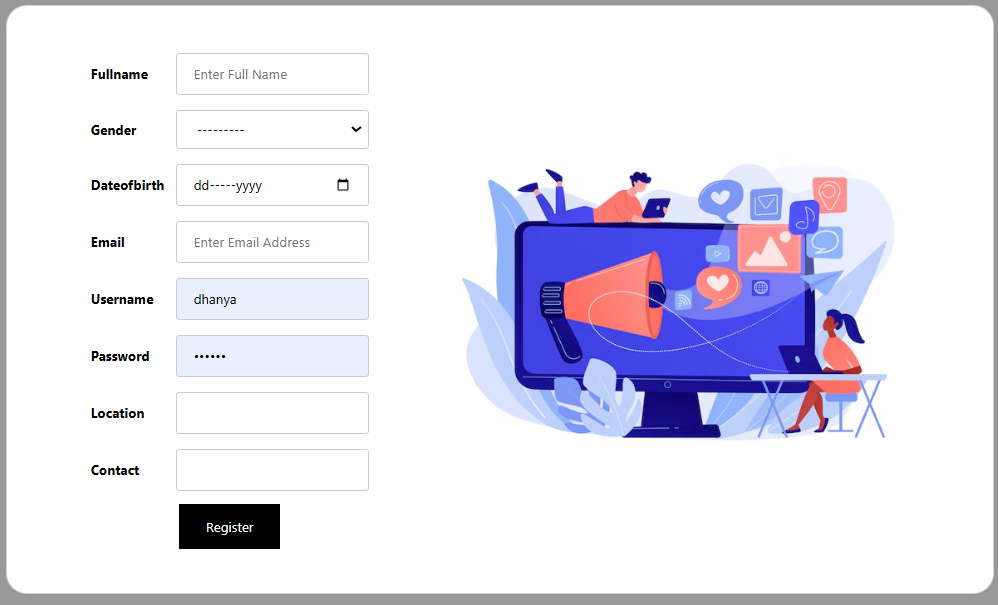 Fullname Enter Full Name
Gender ---------
Dateofbirth dd-----yyyy
Email Enter Email Address
Username dhanya
Password ••••••
Location
Contact
Register